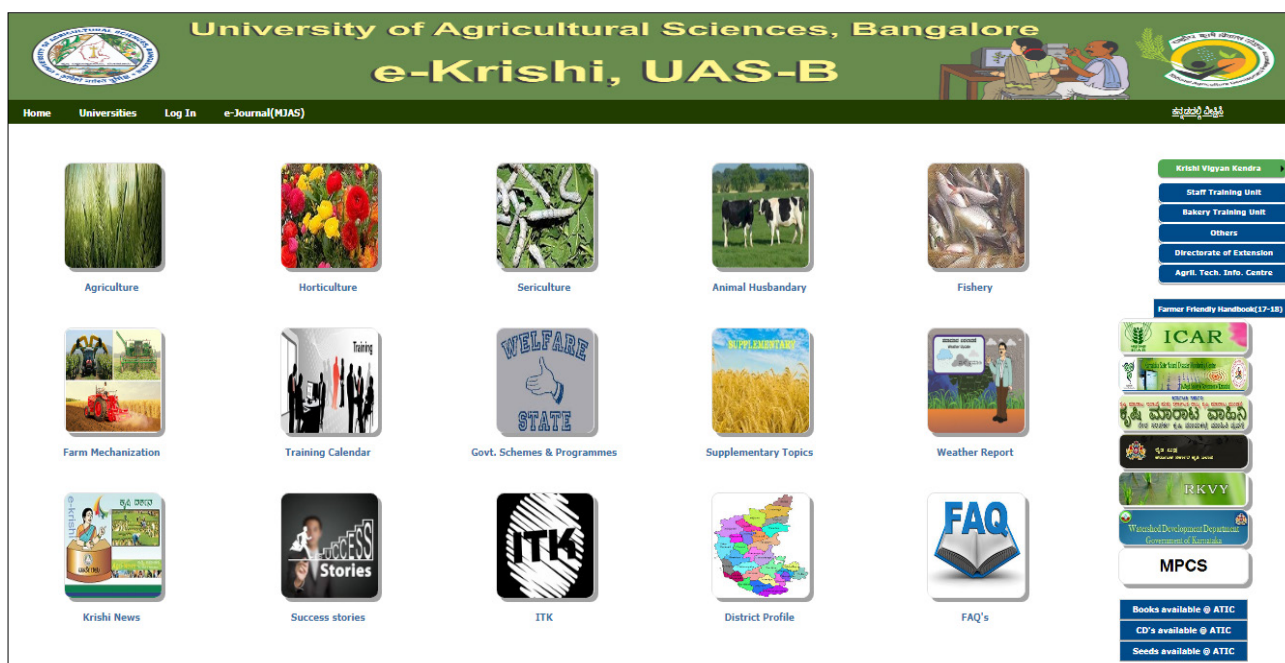 University of Agricultural Sciences, Bangalore
e-Krishi, UAS-B
Home Universities Log In e-Journal(MJAS) ಕನ್ನಡದಲ್ಲಿ ವೀಕ್ಷಿಸಿ
Krishi Vigyan Kendra
Staff Training Unit
Bakery Training Unit
Others
Directorate of Extension
Agril. Tech. Info. Centre
Agriculture Horticulture Sericulture Animal Husbandary Fishery
Farmer Friendly Handbook(17-18)
ICAR
Training
WELFARE
STATE
SUPPLEMENTARY
ಕೃಷಿ ಮಾರಾಟ ವಾಹಿನಿ
Farm Mechanization Training Calendar Govt. Schemes & Programmes Supplementary Topics Weather Report
RKVY
Watershed Development Department
Government of Karnataka
MPCS
e-krishi
SUCCESS
Stories
ITK
FAQ
Krishi News Success stories ITK District Profile FAQ's
Books available @ ATIC
CD's available @ ATIC
Seeds available @ ATIC